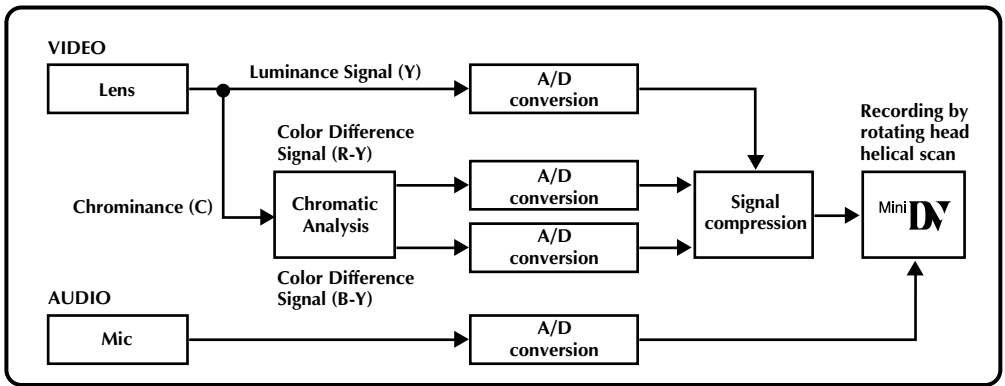 VIDEO
Lens
Luminance Signal (Y)
A/D
conversion
Color Difference
Signal (R-Y)
Chrominance (C)
Chromatic
Analysis
A/D
conversion
A/D
conversion
Color Difference
Signal (B-Y)
Signal
compression
Recording by
rotating head
helical scan
Mini DV
AUDIO
Mic
A/D
conversion